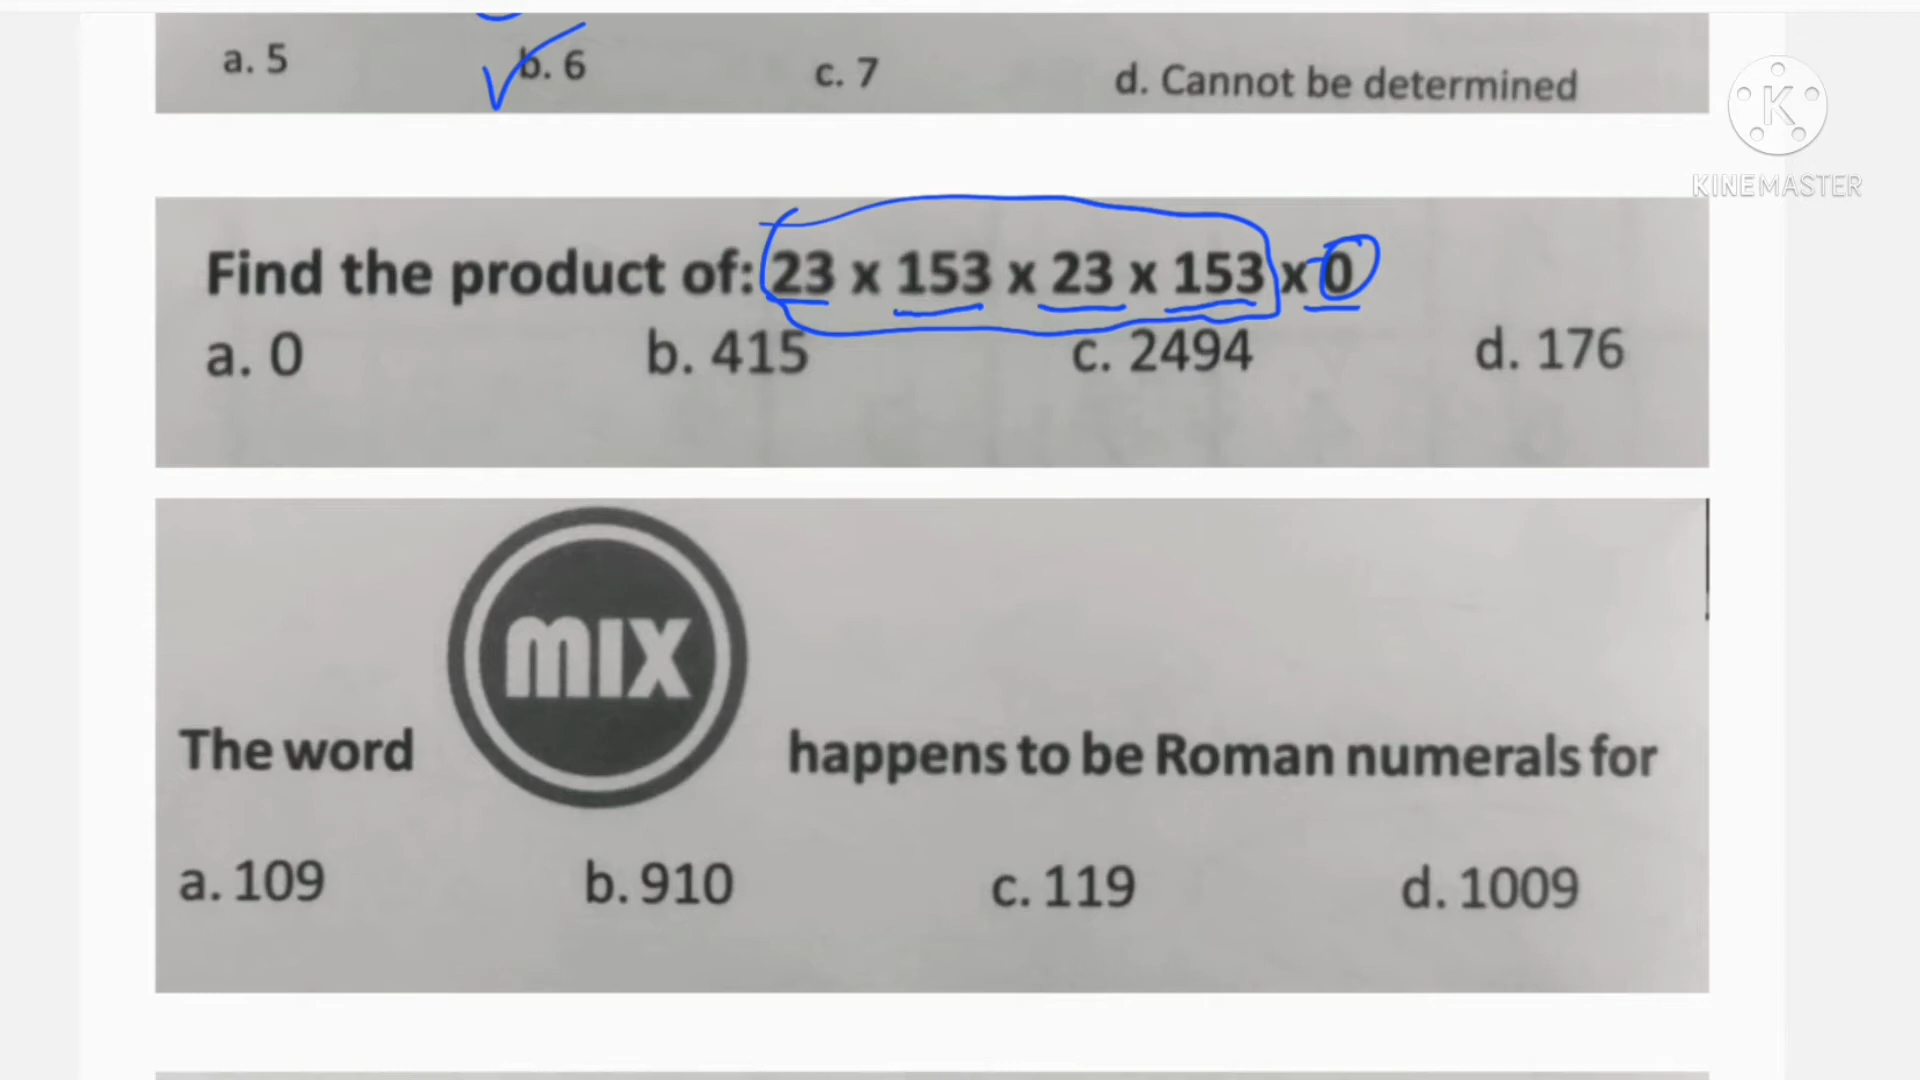 a. 5 b. 6 c. 7 d. Cannot be determined
KINEMASTER
Find the product of: 23 x 153 x 23 x 153 x 0
a. 0 b. 415 c. 2494 d. 176
The word MIX happens to be Roman numerals for
a. 109 b. 910 c. 119 d. 1009